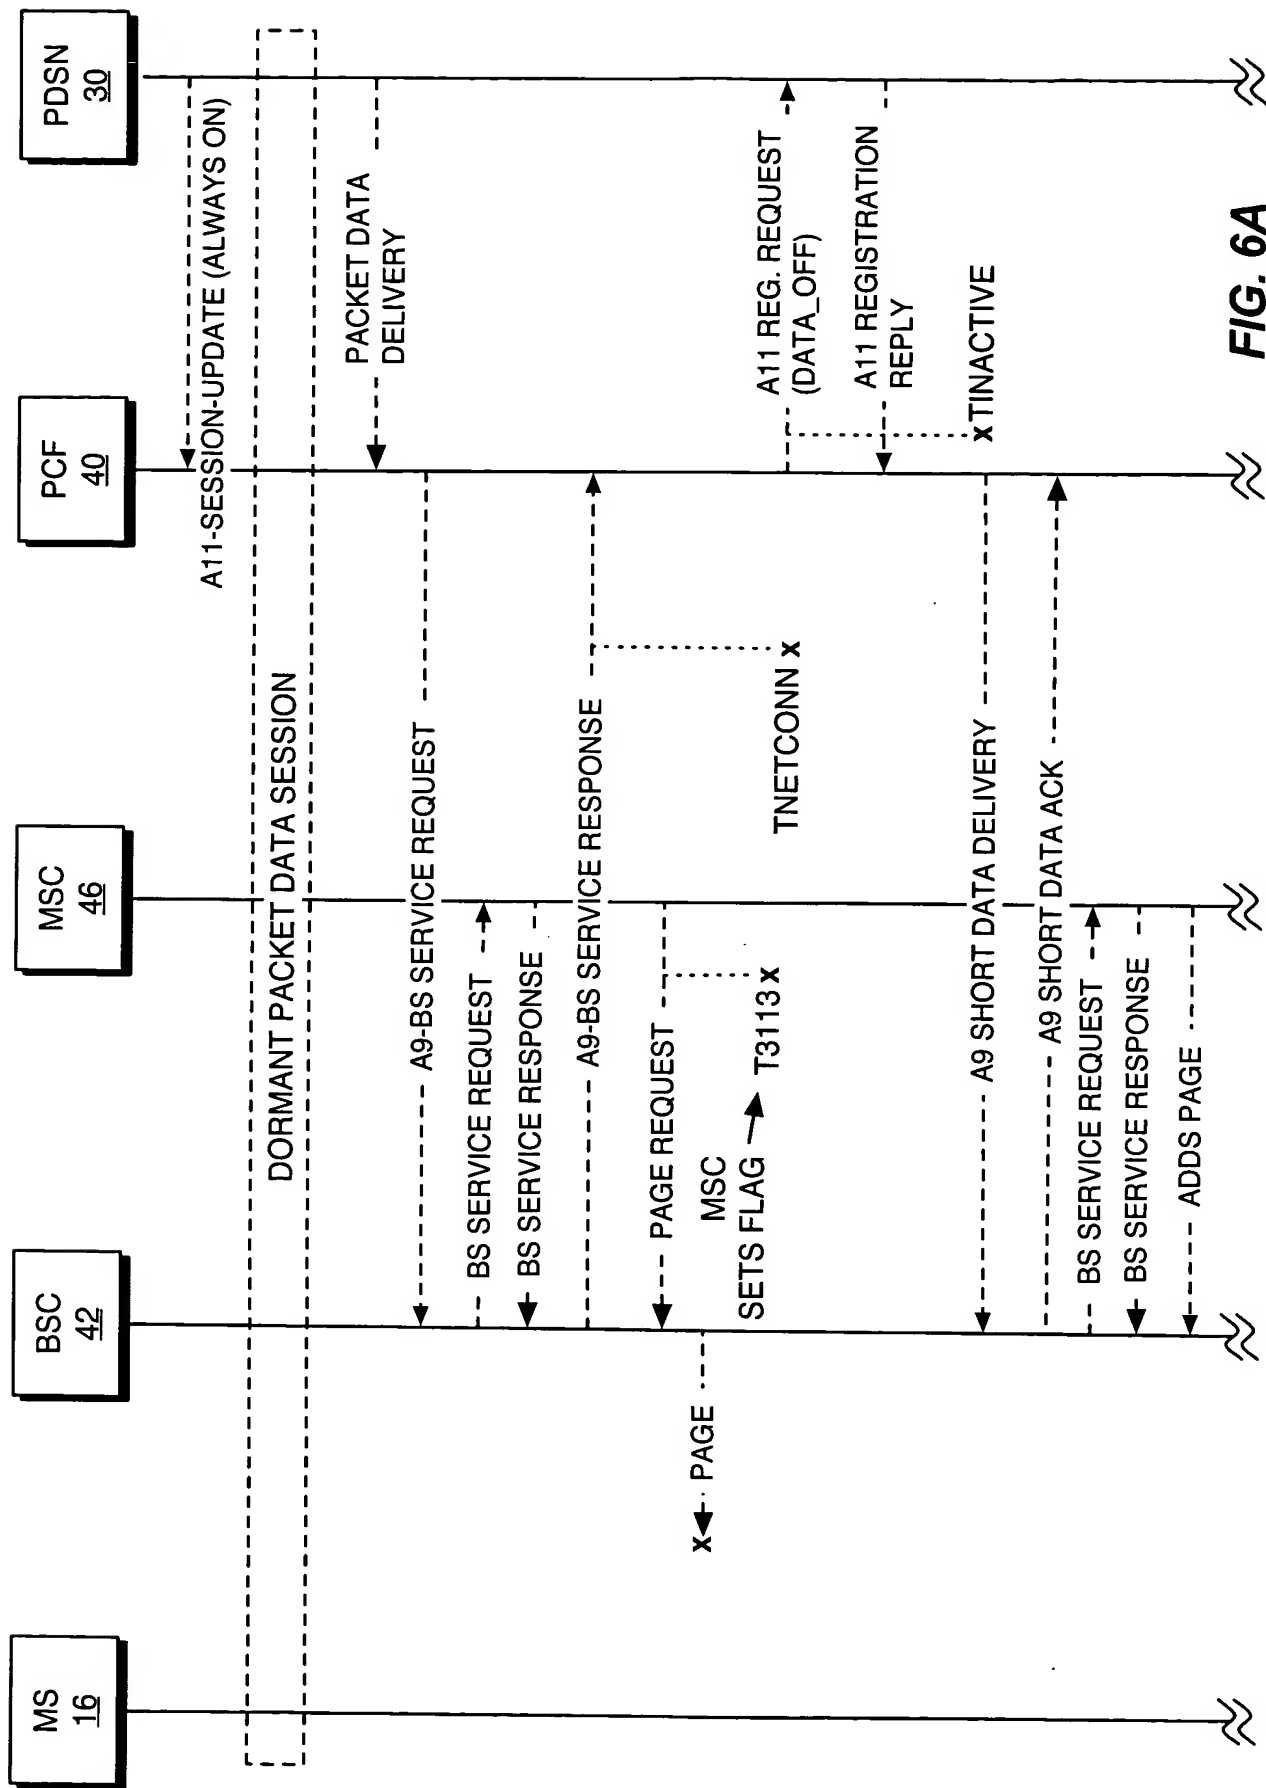 MS
16
BSC
42
MSC
46
PCF
40
PDSN
30
A11-SESSION-UPDATE (ALWAYS ON)
DORMANT PACKET DATA SESSION
PACKET DATA
DELIVERY
A9-BS SERVICE REQUEST
BS SERVICE REQUEST
BS SERVICE RESPONSE
A9-BS SERVICE RESPONSE
PAGE REQUEST
PAGE
X
MSC
SETS FLAG
T3113 X
TNETCONN X
A11 REG. REQUEST
(DATA_OFF)
A11 REGISTRATION
REPLY
X TINACTIVE
A9 SHORT DATA DELIVERY
A9 SHORT DATA ACK
BS SERVICE REQUEST
BS SERVICE RESPONSE
ADDS PAGE
FIG. 6A